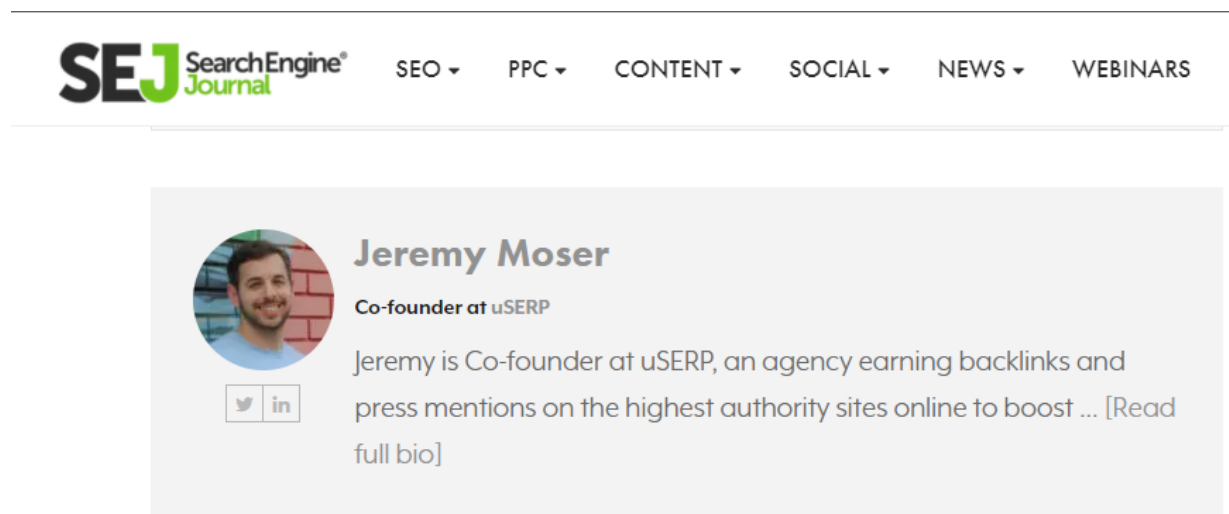 SEJ SearchEngine®
Journal
SEO PPC CONTENT SOCIAL NEWS WEBINARS
Jeremy Moser
Co-founder at uSERP
Jeremy is Co-founder at uSERP, an agency earning backlinks and
press mentions on the highest authority sites online to boost ... [Read
full bio]
in